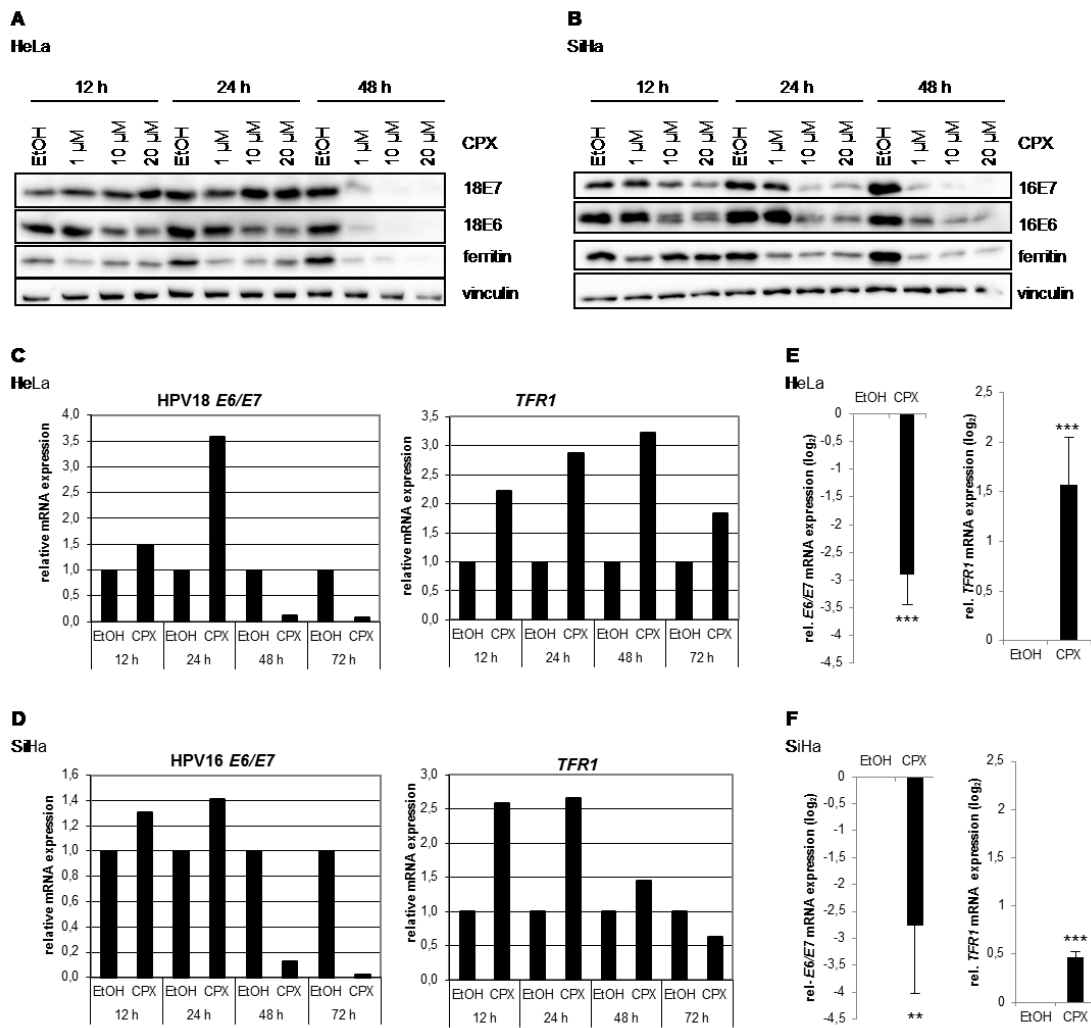 A
HeLa
12 h 24 h 48 h
EtOH 1 µM 10 µM 20 µM EtOH 1 µM 10 µM 20 µM EtOH 1 µM 10 µM 20 µM CPX
18E7
18E6
ferritin
vinculin
B
SiHa
12 h 24 h 48 h
EtOH 1 µM 10 µM 20 µM EtOH 1 µM 10 µM 20 µM EtOH 1 µM 10 µM 20 µM CPX
16E7
16E6
ferritin
vinculin
C
HeLa
HPV18 E6/E7
relative mRNA expression
4,0
3,5
3,0
2,5
2,0
1,5
1,0
0,5
0,0
EtOH CPX EtOH CPX EtOH CPX EtOH CPX
12 h 24 h 48 h 72 h
TFR1
relative mRNA expression
3,5
3,0
2,5
2,0
1,5
1,0
0,5
0,0
EtOH CPX EtOH CPX EtOH CPX EtOH CPX
12 h 24 h 48 h 72 h
E
HeLa
EtOH CPX
rel. E6/E7 mRNA expression (log2)
0
-0,5
-1
-1,5
-2
-2,5
-3
-3,5
-4
-4,5
***
rel. TFR1 mRNA expression (log2)
2,5
2
1,5
1
0,5
0
***
EtOH CPX
D
SiHa
HPV16 E6/E7
relative mRNA expression
1,6
1,4
1,2
1,0
0,8
0,6
0,4
0,2
0,0
EtOH CPX EtOH CPX EtOH CPX EtOH CPX
12 h 24 h 48 h 72 h
TFR1
relative mRNA expression
3,0
2,5
2,0
1,5
1,0
0,5
0,0
EtOH CPX EtOH CPX EtOH CPX EtOH CPX
12 h 24 h 48 h 72 h
F
SiHa
EtOH CPX
rel- E6/E7 mRNA expression (log2)
0
-0,5
-1
-1,5
-2
-2,5
-3
-3,5
-4
-4,5
**
rel. TFR1 mRNA expression (log2)
2,5
2
1,5
1
0,5
0
***
EtOH CPX